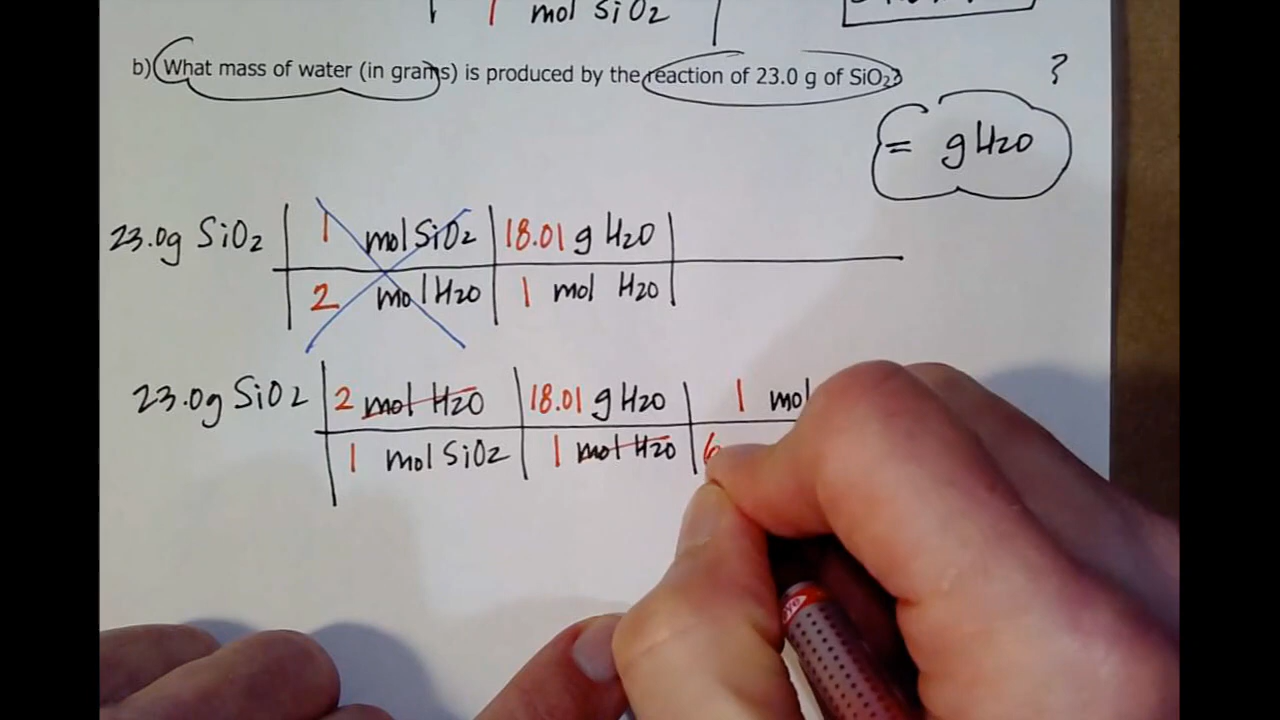 1 mol SiO2
b) What mass of water (in grams) is produced by the reaction of 23.0 g of SiO2?
?
= g H2O
23.0g SiO2 1 mol SiO2 18.01 g H2O
2 mol H2O 1 mol H2O
23.0g SiO2 2 mol H2O 18.01 g H2O 1 mol
1 mol SiO2 1 mol H2O 6